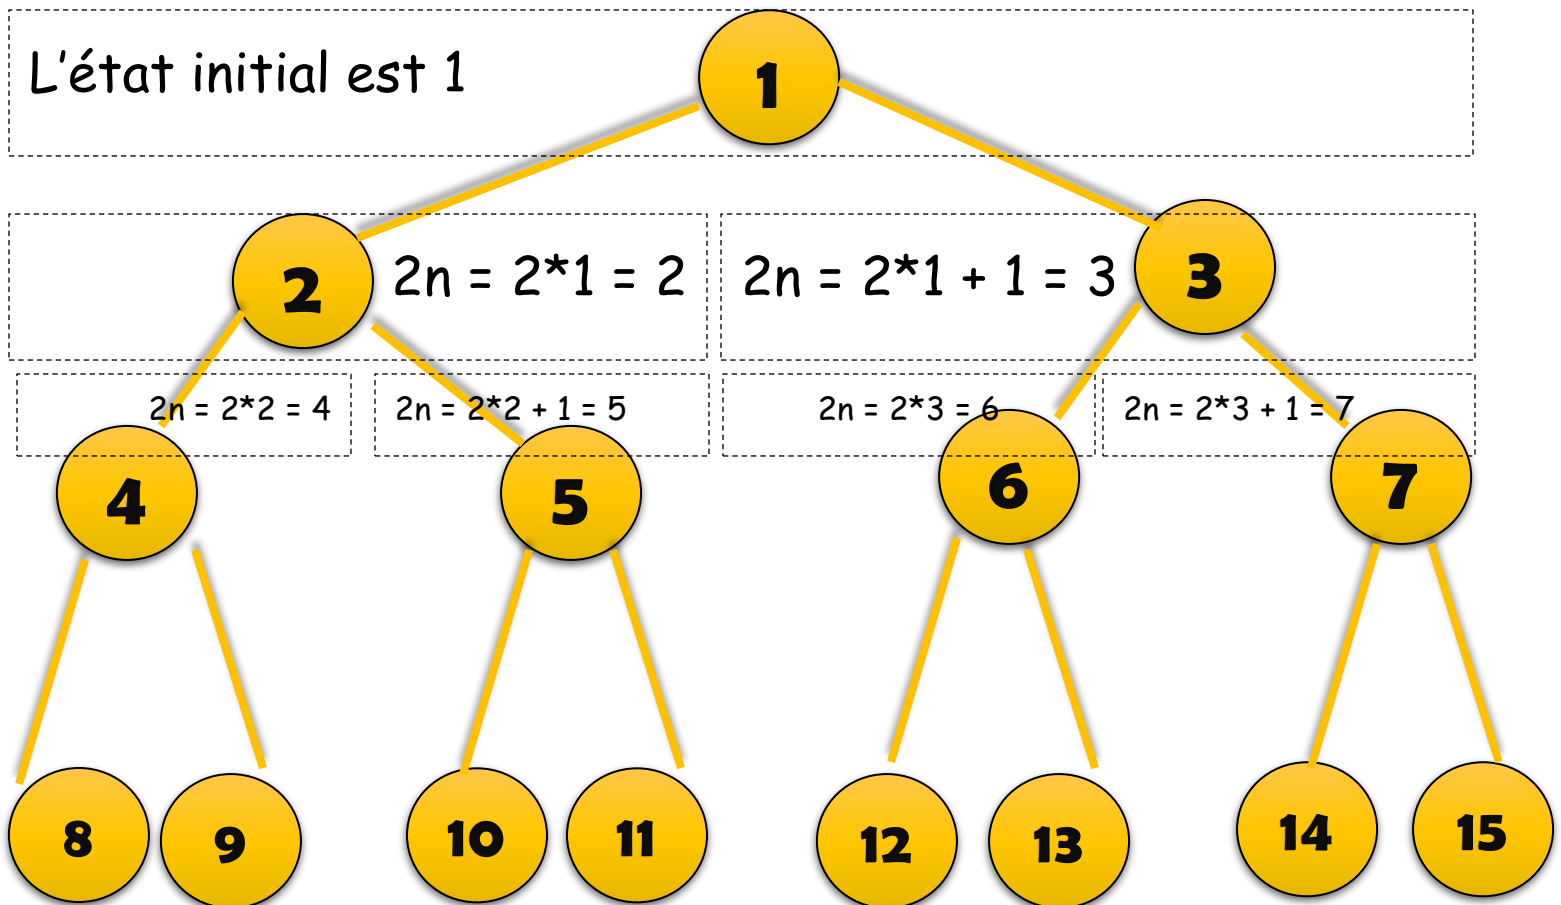 L'état initial est 1
1
2
2n = 2*1 = 2
2n = 2*1 + 1 = 3
3
2n = 2*2 = 4
2n = 2*2 + 1 = 5
2n = 2*3 = 6
2n = 2*3 + 1 = 7
4
5
6
7
8
9
10
11
12
13
14
15